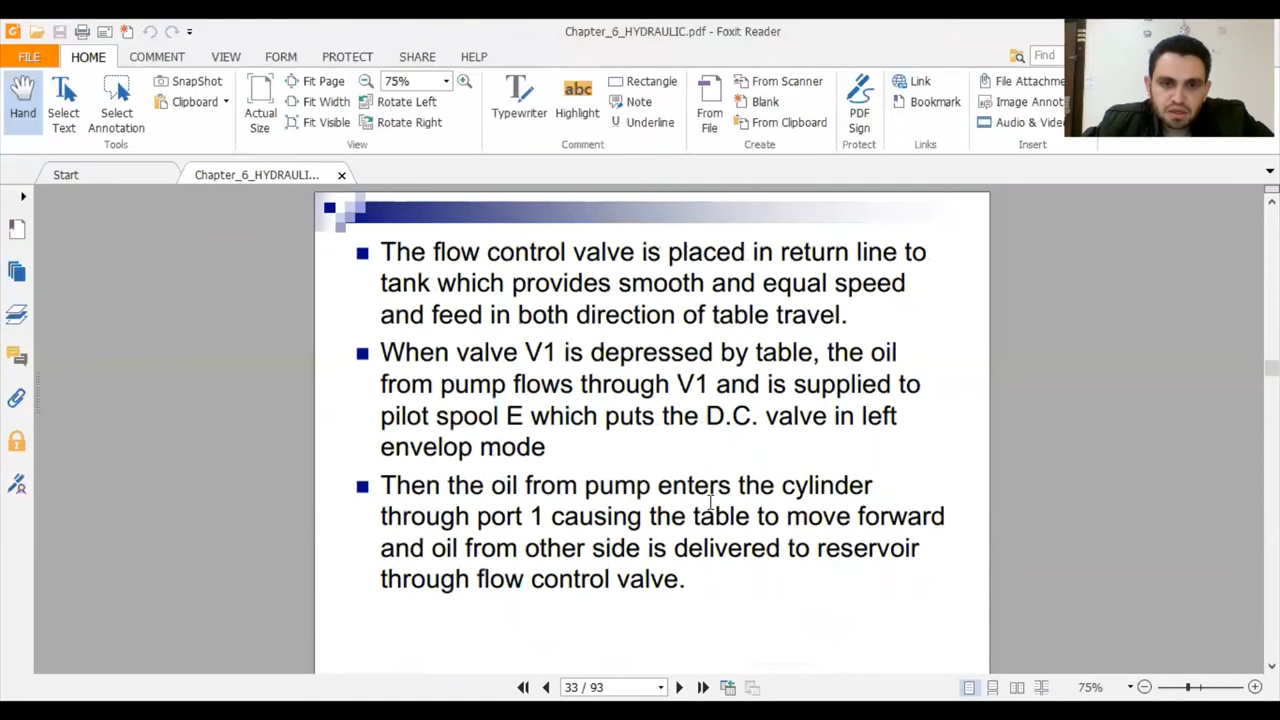 Chapter_6_HYDRAULIC.pdf - Foxit Reader
FILE HOME COMMENT VIEW FORM PROTECT SHARE HELP Find
Hand
Select Text
Select Annotation
SnapShot
Clipboard
Tools
Actual Size
Fit Page
Fit Width
Fit Visible
75%
Rotate Left
Rotate Right
View
Typewriter
abc
Highlight
Rectangle
Note
Underline
Comment
From File
From Scanner
Blank
From Clipboard
Create
PDF Sign
Protect
Link
Bookmark
Links
File Attachme
Image Annot
Audio & Vide
Insert
Start Chapter_6_HYDRAULI...
The flow control valve is placed in return line to
tank which provides smooth and equal speed
and feed in both direction of table travel.
When valve V1 is depressed by table, the oil
from pump flows through V1 and is supplied to
pilot spool E which puts the D.C. valve in left
envelop mode
Then the oil from pump enters the cylinder
through port 1 causing the table to move forward
and oil from other side is delivered to reservoir
through flow control valve.
33 / 93 75%